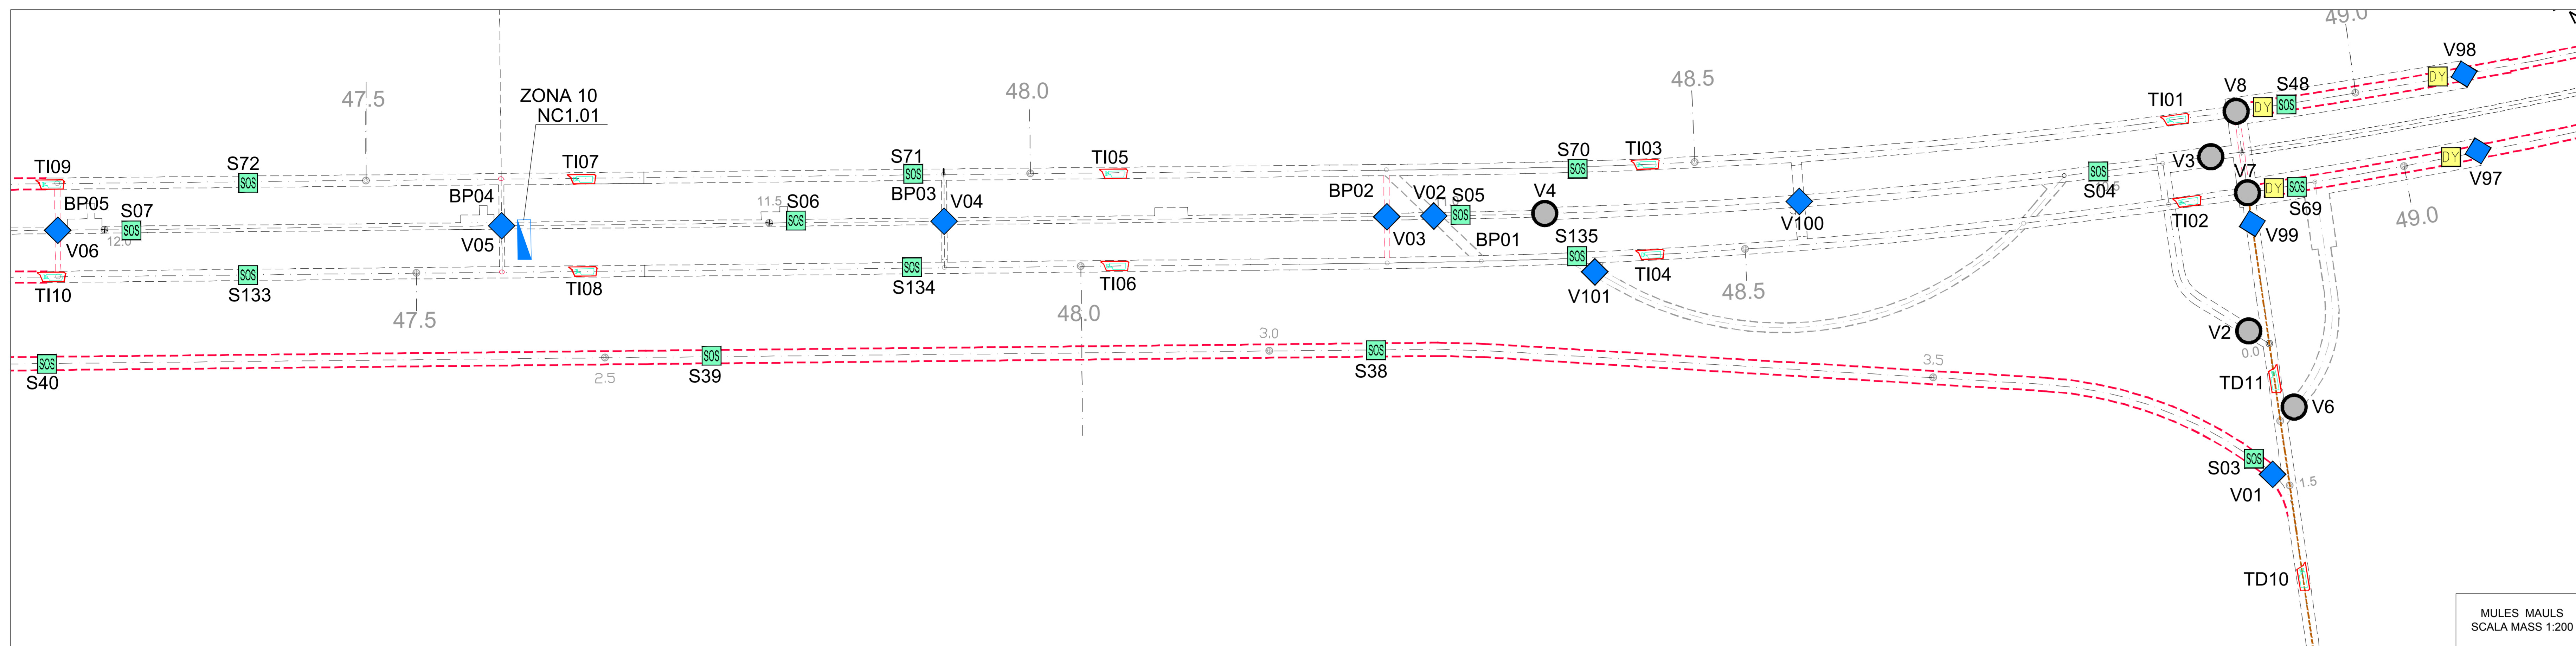 49.0
V98
DY
V8
S48
SOS
DY
48.5
48.0
47.5
ZONA 10
NC1.01
TI01
TI09
S72
SOS
TI07
S71
SOS
BP03
TI05
S70
SOS
TI03
V3
V7
DY
V97
DY
SOS
S69
SOS
S04
TI02
V99
49.0
BP05
S07
SOS
12.0
V06
BP04
V05
11.5
S06
SOS
V04
BP02
V03
V02
S05
SOS
V4
BP01
V100
S135
SOS
V101
TI04
48.5
TI10
SOS
S133
TI08
SOS
S134
TI06
47.5
48.0
V2
0.0
TD11
V6
SOS
S40
2.5
SOS
S39
3.0
SOS
S38
3.5
SOS
S03
V01
1.5
TD10
MULES MAULS
SCALA MASS 1:200